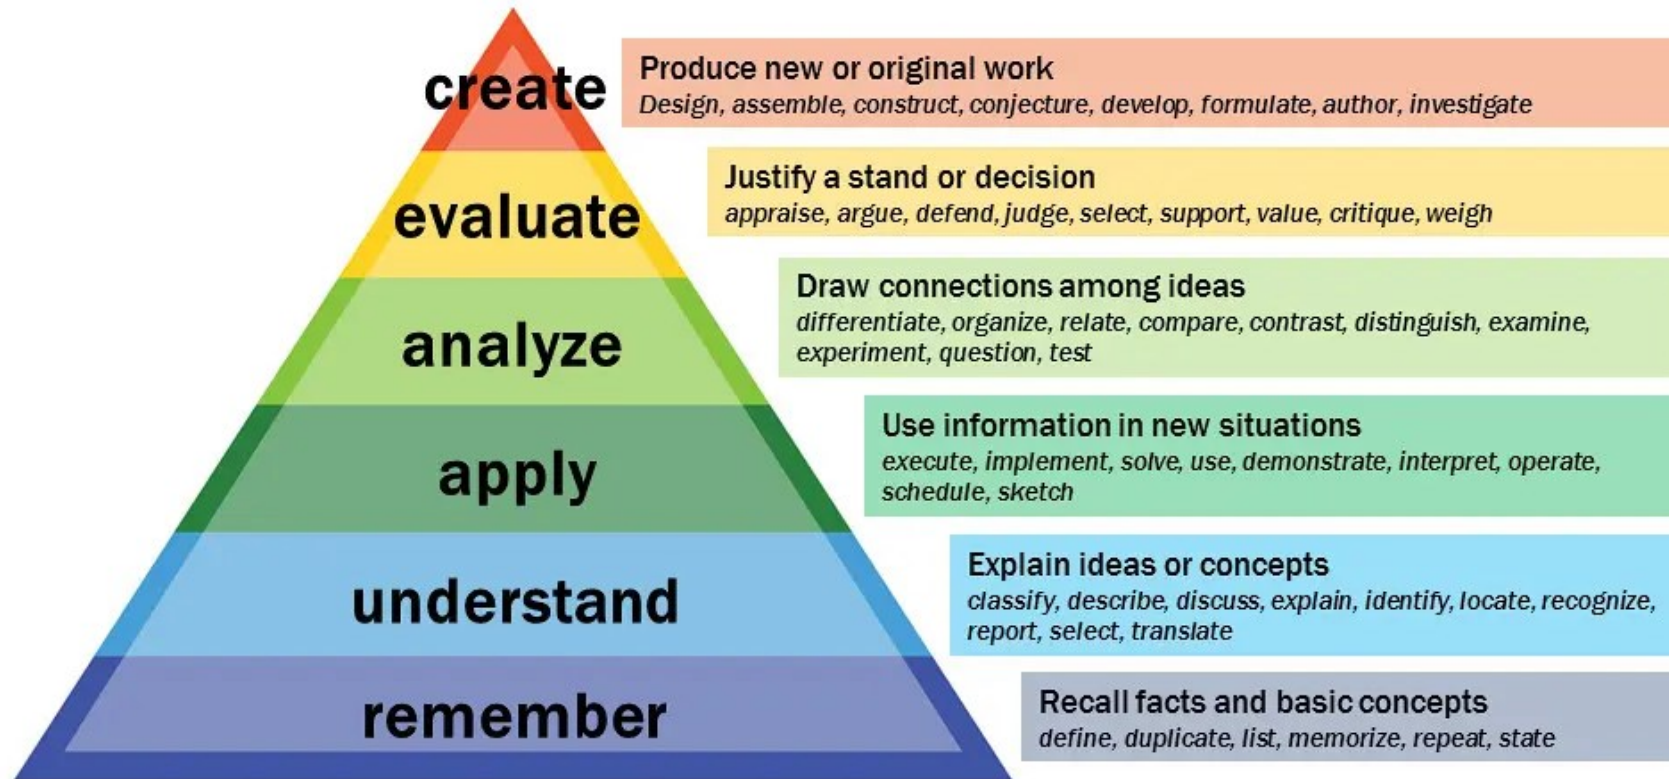 create
Produce new or original work
Design, assemble, construct, conjecture, develop, formulate, author, investigate
evaluate
Justify a stand or decision
appraise, argue, defend, judge, select, support, value, critique, weigh
analyze
Draw connections among ideas
differentiate, organize, relate, compare, contrast, distinguish, examine,
experiment, question, test
apply
Use information in new situations
execute, implement, solve, use, demonstrate, interpret, operate,
schedule, sketch
understand
Explain ideas or concepts
classify, describe, discuss, explain, identify, locate, recognize,
report, select, translate
remember
Recall facts and basic concepts
define, duplicate, list, memorize, repeat, state